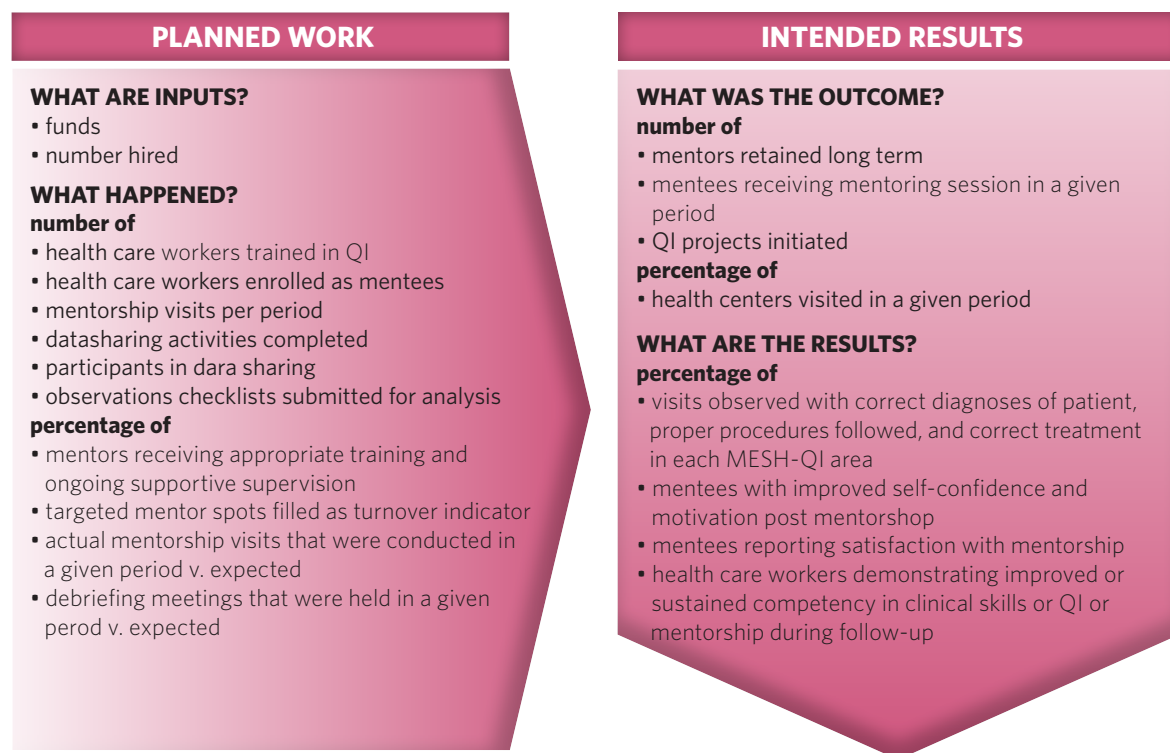 PLANNED WORK
WHAT ARE INPUTS?
• funds
• number hired
WHAT HAPPENED?
number of
• health care workers trained in QI
• health care workers enrolled as mentees
• mentorship visits per period
• datasharing activities completed
• participants in dara sharing
• observations checklists submitted for analysis
percentage of
• mentors receiving appropriate training and
ongoing supportive supervision
• targeted mentor spots filled as turnover indicator
• actual mentorship visits that were conducted in
a given period v. expected
• debriefing meetings that were held in a given
perod v. expected
INTENDED RESULTS
WHAT WAS THE OUTCOME?
number of
• mentors retained long term
• mentees receiving mentoring session in a given
period
• QI projects initiated
percentage of
• health centers visited in a given period
WHAT ARE THE RESULTS?
percentage of
• visits observed with correct diagnoses of patient,
proper procedures followed, and correct treatment
in each MESH-QI area
• mentees with improved self-confidence and
motivation post mentorshop
• mentees reporting satisfaction with mentorship
• health care workers demonstrating improved or
sustained competency in clinical skills or QI or
mentorship during follow-up